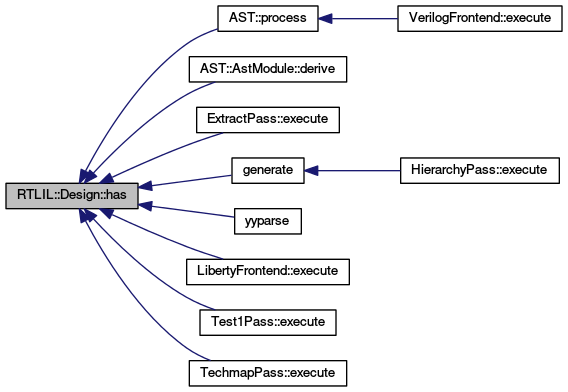 AST::process
VerilogFrontend::execute
AST::AstModule::derive
ExtractPass::execute
generate
HierarchyPass::execute
RTLIL::Design::has
yyparse
LibertyFrontend::execute
Test1Pass::execute
TechmapPass::execute